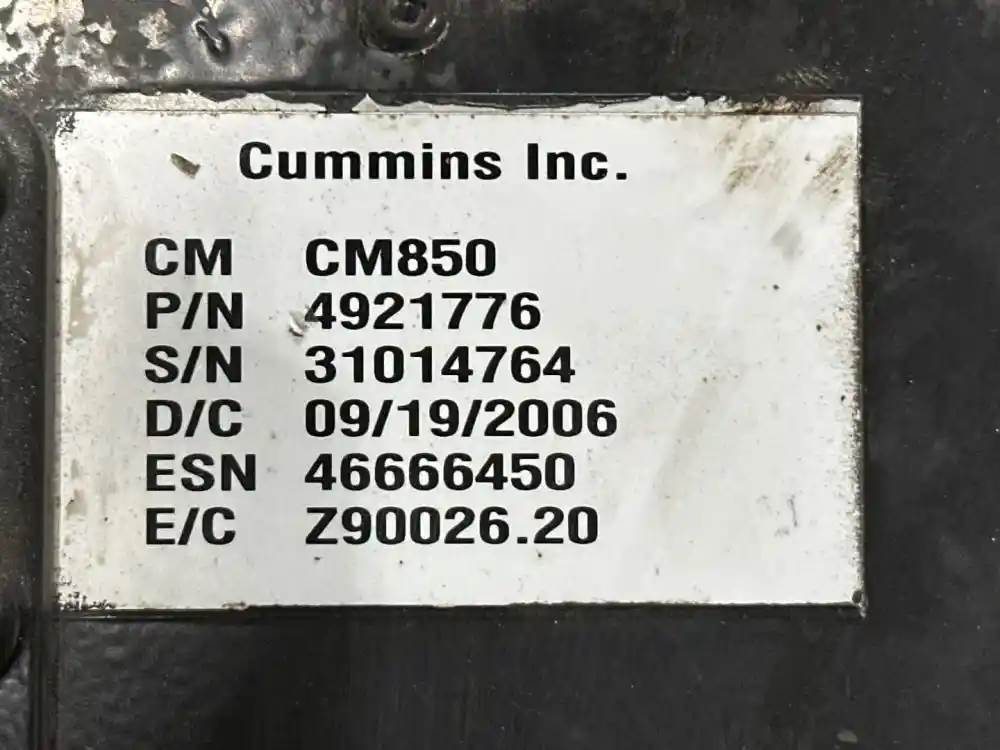 Cummins Inc.
CM CM850
P/N 4921776
S/N 31014764
D/C 09/19/2006
ESN 46666450
E/C Z90026.20